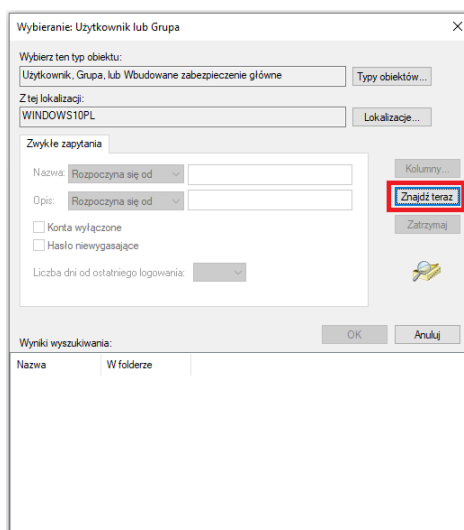 Wybieranie: Użytkownik lub Grupa
Wybierz ten typ obiektu:
Użytkownik, Grupa, lub Wbudowane zabezpieczenie główne
Typy obiektów...
Z tej lokalizacji:
WINDOWS10PL
Lokalizacje...
Zwykłe zapytania
Nazwa: Rozpoczyna się od
Kolumny...
Opis: Rozpoczyna się od
Znajdź teraz
Konta wyłączone
Zatrzymaj
Hasło niewygasające
Liczba dni od ostatniego logowania:
OK Anuluj
Wyniki wyszukiwania:
Nazwa W folderze